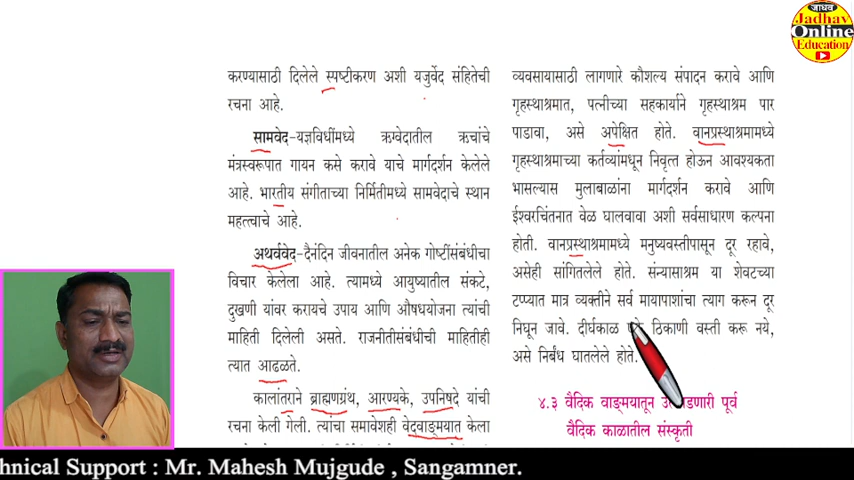 जाधव
Jadhav
Online
Education
करण्यासाठी दिलेले स्पष्टीकरण अशी यजुर्वेद संहितेची
रचना आहे.
सामवेद-यज्ञविधींमध्ये ऋग्वेदातील ऋचांचे
मंत्रस्वरूपात गायन कसे करावे याचे मार्गदर्शन केलेले
आहे. भारतीय संगीताच्या निर्मितीमध्ये सामवेदाचे स्थान
महत्त्वाचे आहे.
अथर्ववेद-दैनंदिन जीवनातील अनेक गोष्टींसंबंधीचा
विचार केलेला आहे. त्यामध्ये आयुष्यातील संकटे,
दुखणी यांवर करायचे उपाय आणि औषधयोजना त्यांची
माहिती दिलेली असते. राजनीतीसंबंधीची माहितीही
त्यात आढळते.
कालांतराने ब्राह्मणग्रंथ, आरण्यके, उपनिषदे यांची
रचना केली गेली. त्यांचा समावेशही वेदवाङ्मयात केला
व्यवसायासाठी लागणारे कौशल्य संपादन करावे आणि
गृहस्थाश्रमात, पत्नीच्या सहकार्याने गृहस्थाश्रम पार
पाडावा, असे अपेक्षित होते. वानप्रस्थाश्रमामध्ये
गृहस्थाश्रमाच्या कर्तव्यांमधून निवृत्त होऊन आवश्यकता
भासल्यास मुलाबाळांना मार्गदर्शन करावे आणि
ईश्वरचिंतनात वेळ घालवावा अशी सर्वसाधारण कल्पना
होती. वानप्रस्थाश्रमामध्ये मनुष्यवस्तीपासून दूर रहावे,
असेही सांगितलेले होते. संन्यासाश्रम या शेवटच्या
टप्प्यात मात्र व्यक्तीने सर्व मायापाशांचा त्याग करून दूर
निघून जावे. दीर्घकाळ ठिकाणी वस्ती करू नये,
असे निर्बंध घातलेले होते.
४.३ वैदिक वाङ्मयातून पूर्व
वैदिक काळातील संस्कृती
hnical Support : Mr. Mahesh Mujgude , Sangamner.